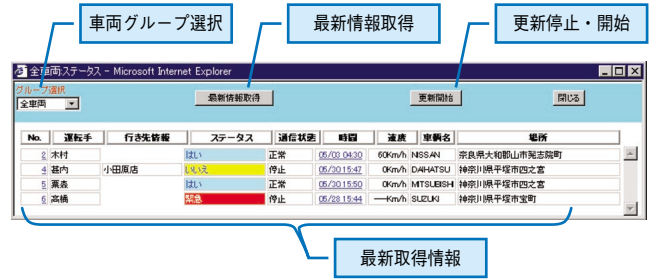 車両グループ選択 最新情報取得 更新停止・開始
全車両ステータス - Microsoft Internet Explorer
グループ選択
全車両 最新情報取得 更新開始 閉じる
No. 運転手 行き先情報 ステータス 通信状態 時間 速度 車輌名 場所
2 木村 はい 正常 05/03 04:30 60Km/h NISSAN 奈良県大和郡山市発志院町
4 甚内 小田原店 いいえ 停止 05/30 15:47 0Km/h DAIHATSU 神奈川県平塚市四之宮
5 粟森 はい 正常 05/30 15:50 0Km/h MITSUBISHI 神奈川県平塚市四之宮
6 高橋 緊急 停止 05/28 15:44 ──Km/h SUZUKI 神奈川県平塚市宝町
最新取得情報